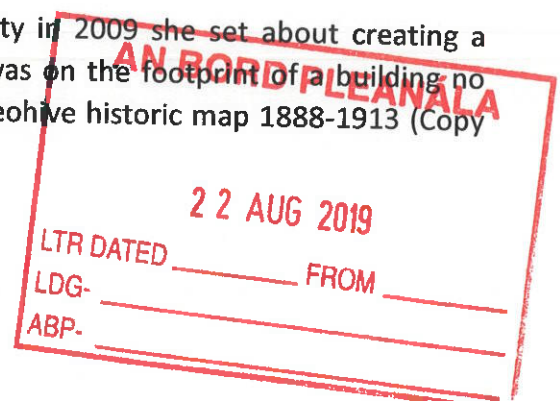 ty in 2009 she set about creating a
vas on the footprint of a building no
eohive historic map 1888-1913 (Copy
AN BORD PLEANÁLA
22 AUG 2019
LTR DATED FROM
LDG-
ABP-